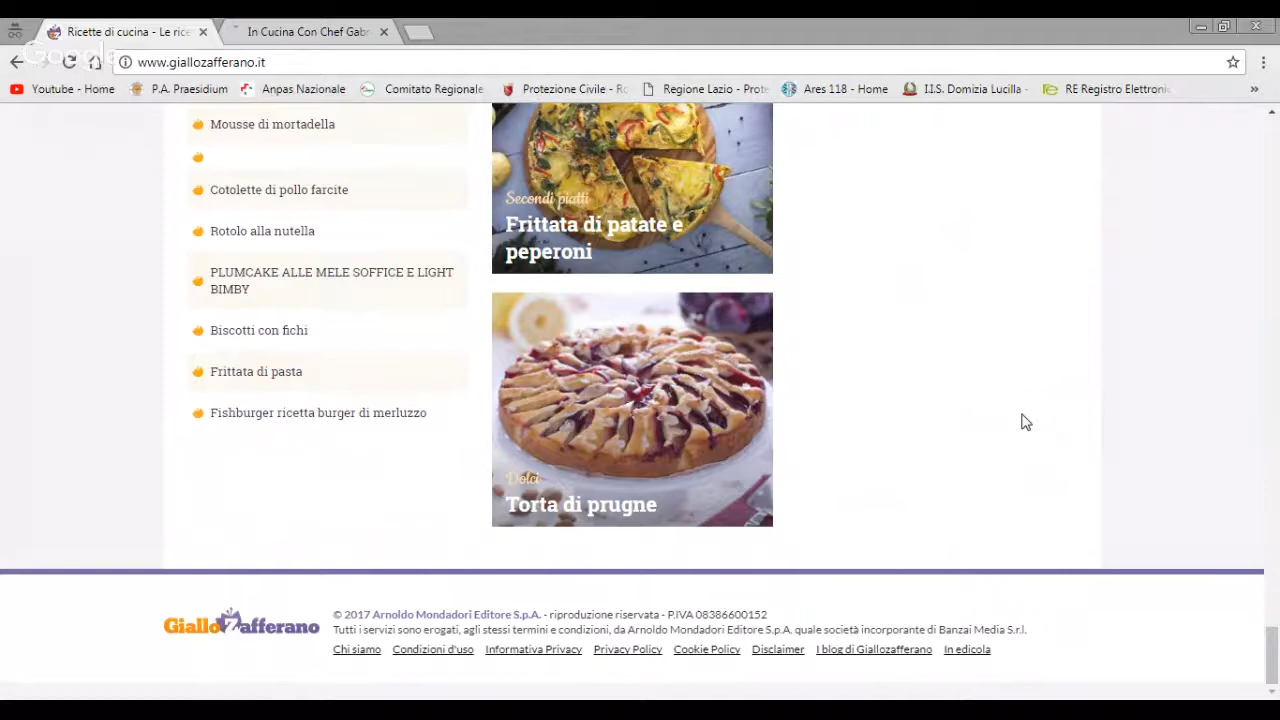 Ricette di cucina - Le rice
In Cucina Con Chef Gabr
Google
www.giallozafferano.it
Youtube - Home
P.A. Praesidium
Anpas Nazionale
Comitato Regionale
Protezione Civile - Ro
Regione Lazio - Prote
Ares 118 - Home
I.I.S. Domizia Lucilla -
RE Registro Elettronic
»
Mousse di mortadella
Cotolette di pollo farcite
Rotolo alla nutella
PLUMCAKE ALLE MELE SOFFICE E LIGHT
BIMBY
Biscotti con fichi
Frittata di pasta
Fishburger ricetta burger di merluzzo
Secondi piatti
Frittata di patate e
peperoni
Dolci
Torta di prugne
GialloZafferano
© 2017 Arnoldo Mondadori Editore S.p.A. - riproduzione riservata - P.IVA 08386600152
Tutti i servizi sono erogati, agli stessi termini e condizioni, da Arnoldo Mondadori Editore S.p.A. quale società incorporante di Banzai Media S.r.l.
Chi siamo Condizioni d'uso Informativa Privacy Privacy Policy Cookie Policy Disclaimer I blog di Giallozafferano In edicola